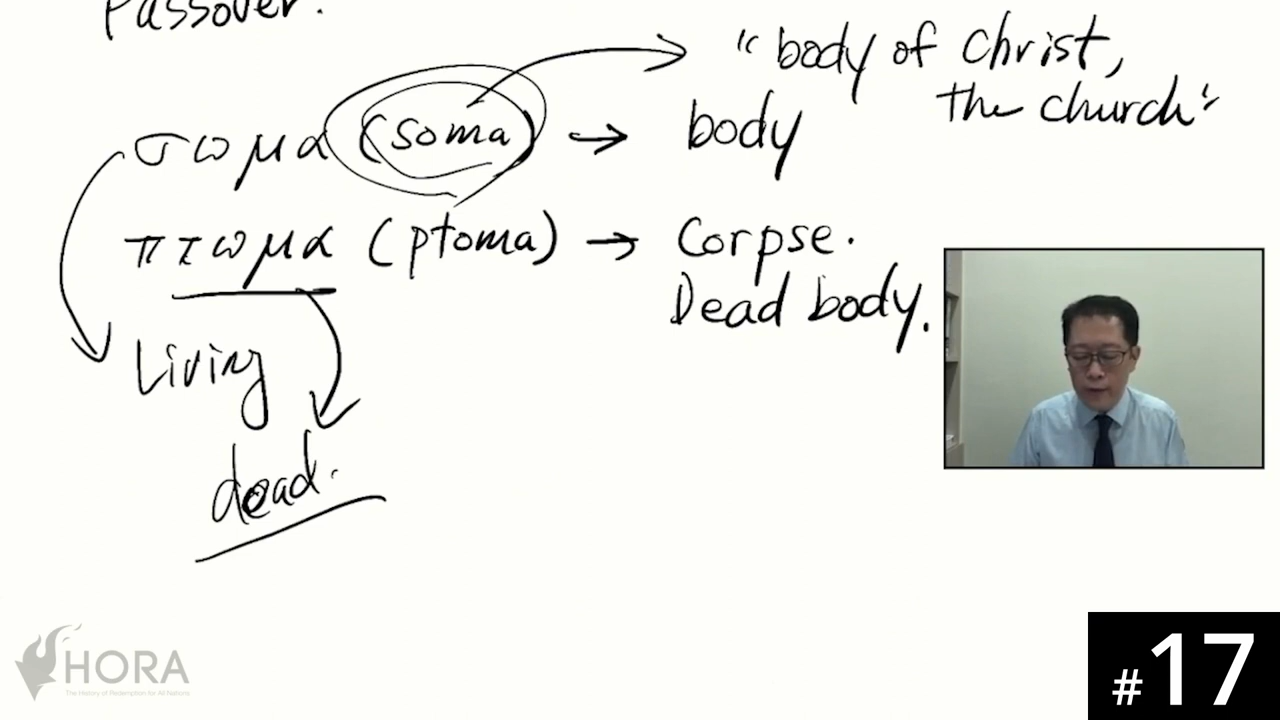 Passover.
"body of Christ,
the church"
σωμα (soma) → body
πτωμα (ptoma) → Corpse.
Dead body.
Living
dead.
HORA
The History of Redemption for All Nations
#17